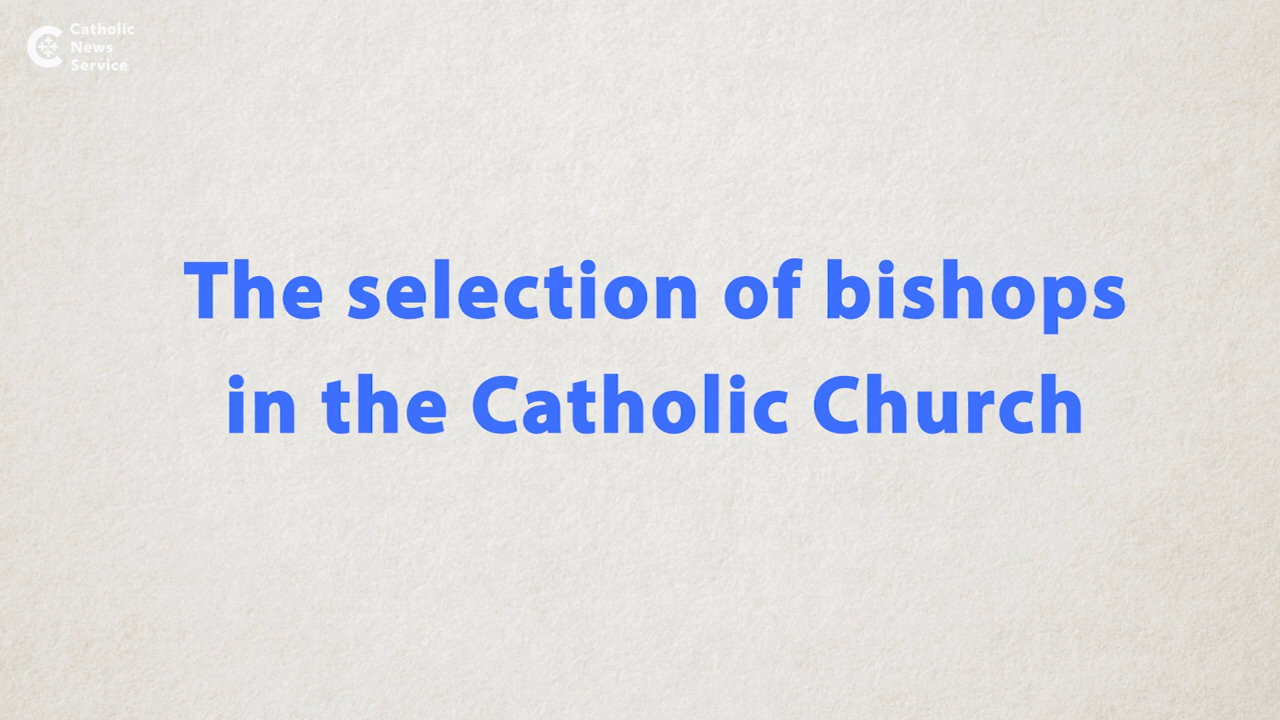 Catholic
News
Service
The selection of bishops
in the Catholic Church